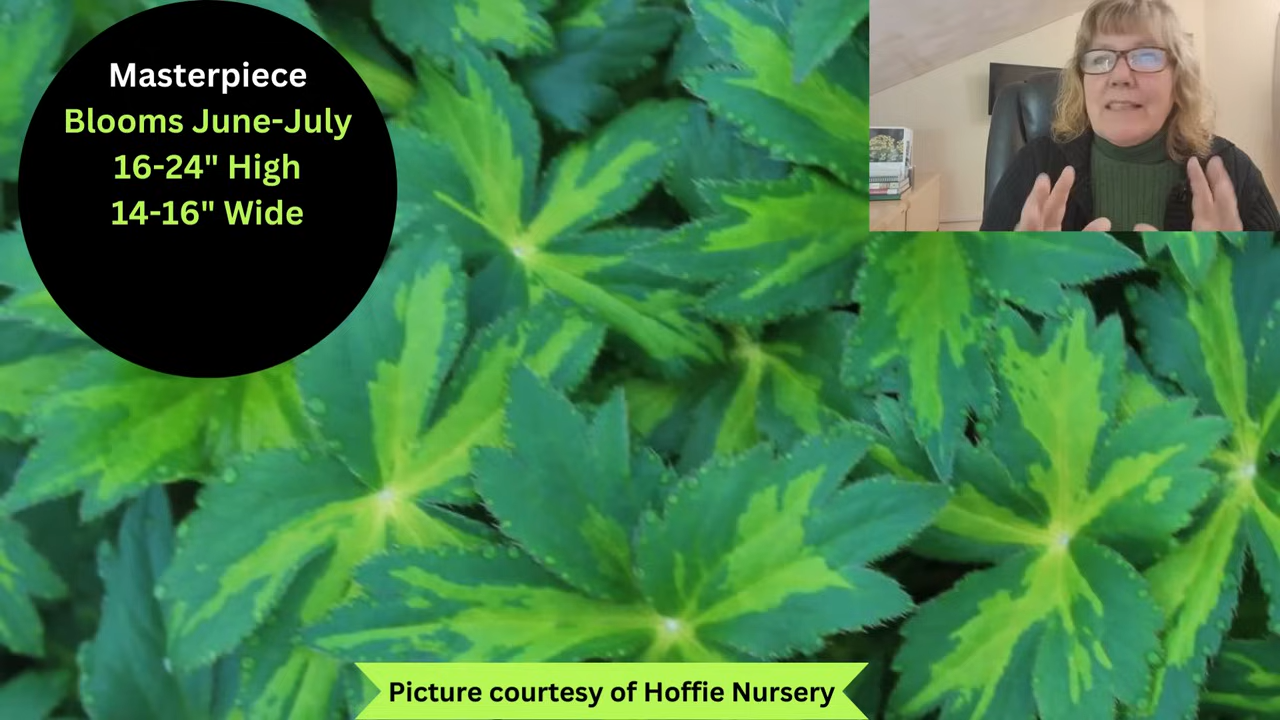 Masterpiece
Blooms June-July
16-24" High
14-16" Wide
Picture courtesy of Hoffie Nursery